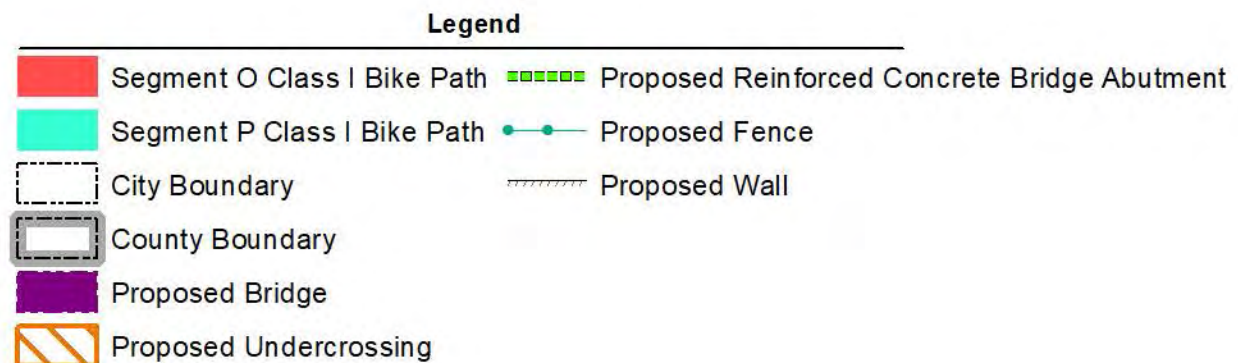 Legend
Segment O Class I Bike Path
Segment P Class I Bike Path
City Boundary
County Boundary
Proposed Bridge
Proposed Undercrossing
Proposed Reinforced Concrete Bridge Abutment
Proposed Fence
Proposed Wall